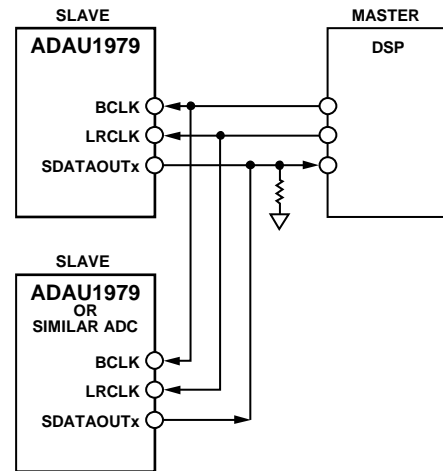 SLAVE
ADAU1979
BCLK
LRCLK
SDATAOUTx
MASTER
DSP
SLAVE
ADAU1979
OR
SIMILAR ADC
BCLK
LRCLK
SDATAOUTx